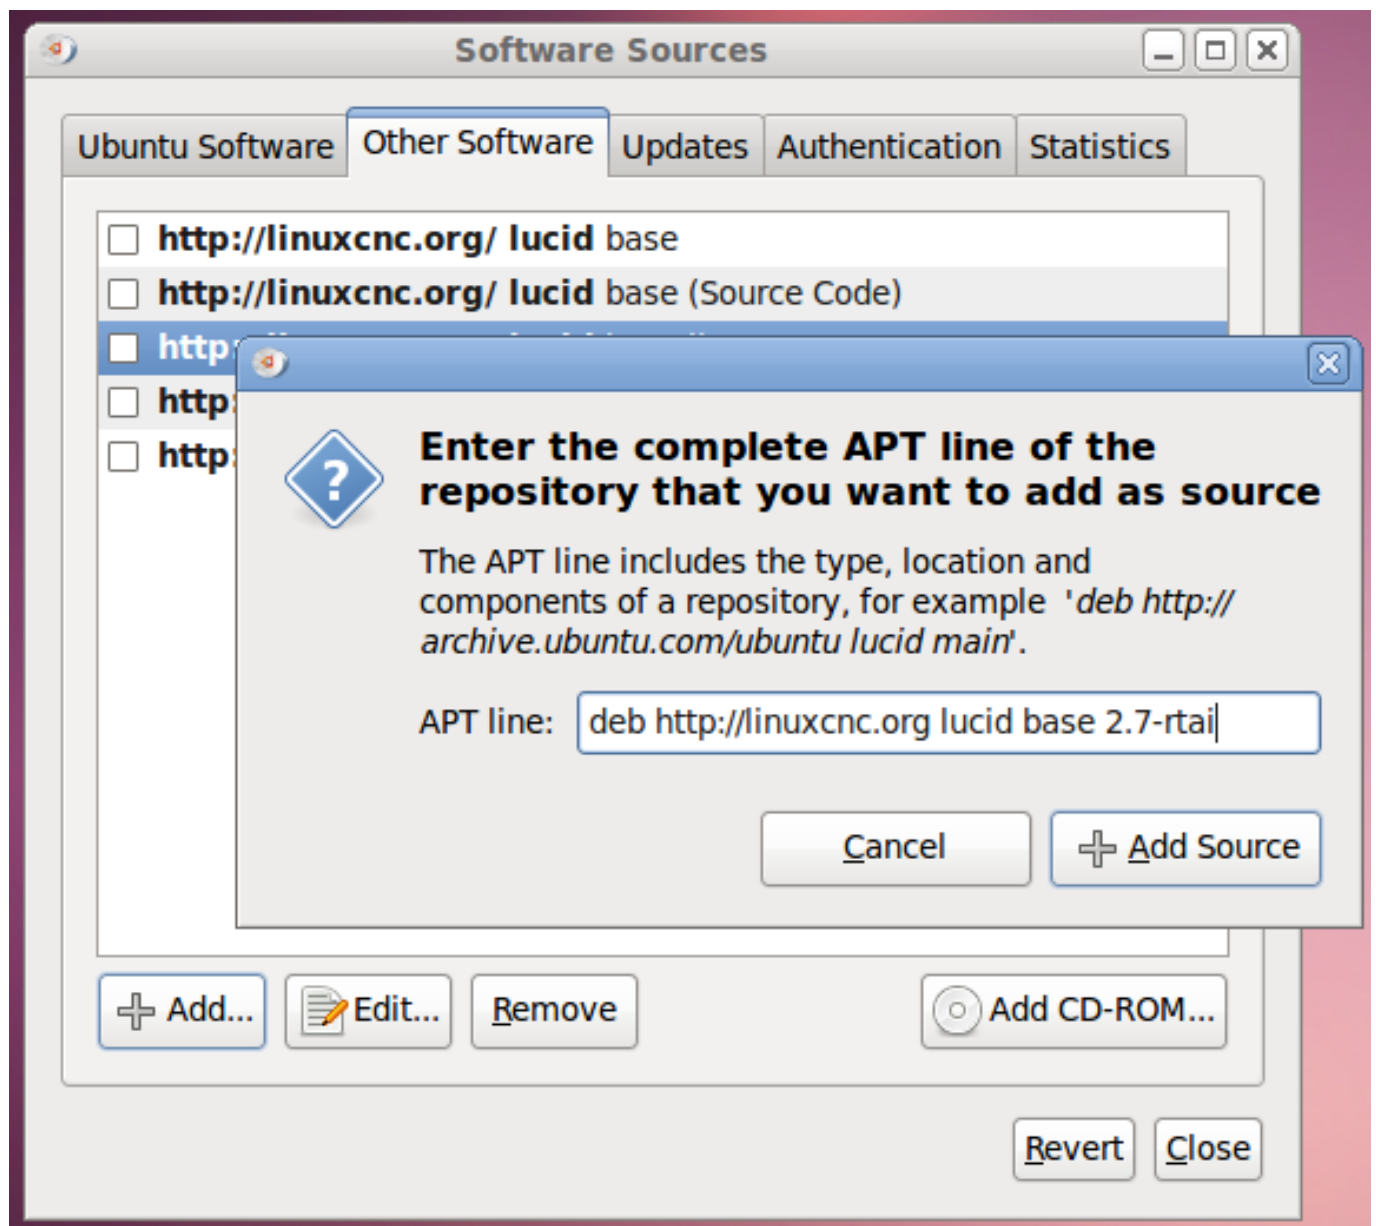 Software Sources
Ubuntu Software Other Software Updates Authentication Statistics
http://linuxcnc.org/ lucid base
http://linuxcnc.org/ lucid base (Source Code)
http:
http:
http:
Enter the complete APT line of the
repository that you want to add as source
The APT line includes the type, location and
components of a repository, for example 'deb http://
archive.ubuntu.com/ubuntu lucid main'.
APT line: deb http://linuxcnc.org lucid base 2.7-rtai
Cancel Add Source
Add... Edit... Remove Add CD-ROM...
Revert Close